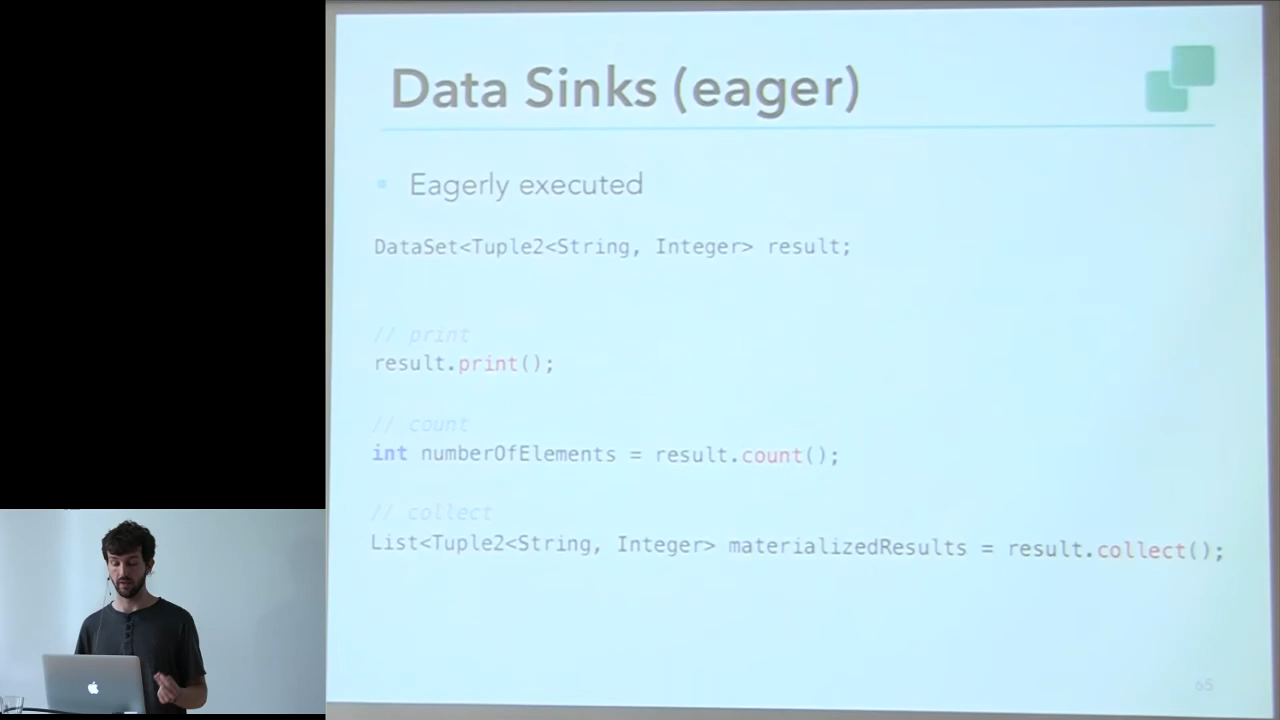 Data Sinks (eager)
Eagerly executed
DataSet<Tuple2<String, Integer> result;
// print
result.print();
// count
int numberOfElements = result.count();
// collect
List<Tuple2<String, Integer> materializedResults = result.collect();
65